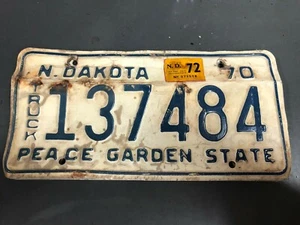 N.D. 72
N. DAKOTA 70
TRUCK
137484
PEACE GARDEN STATE